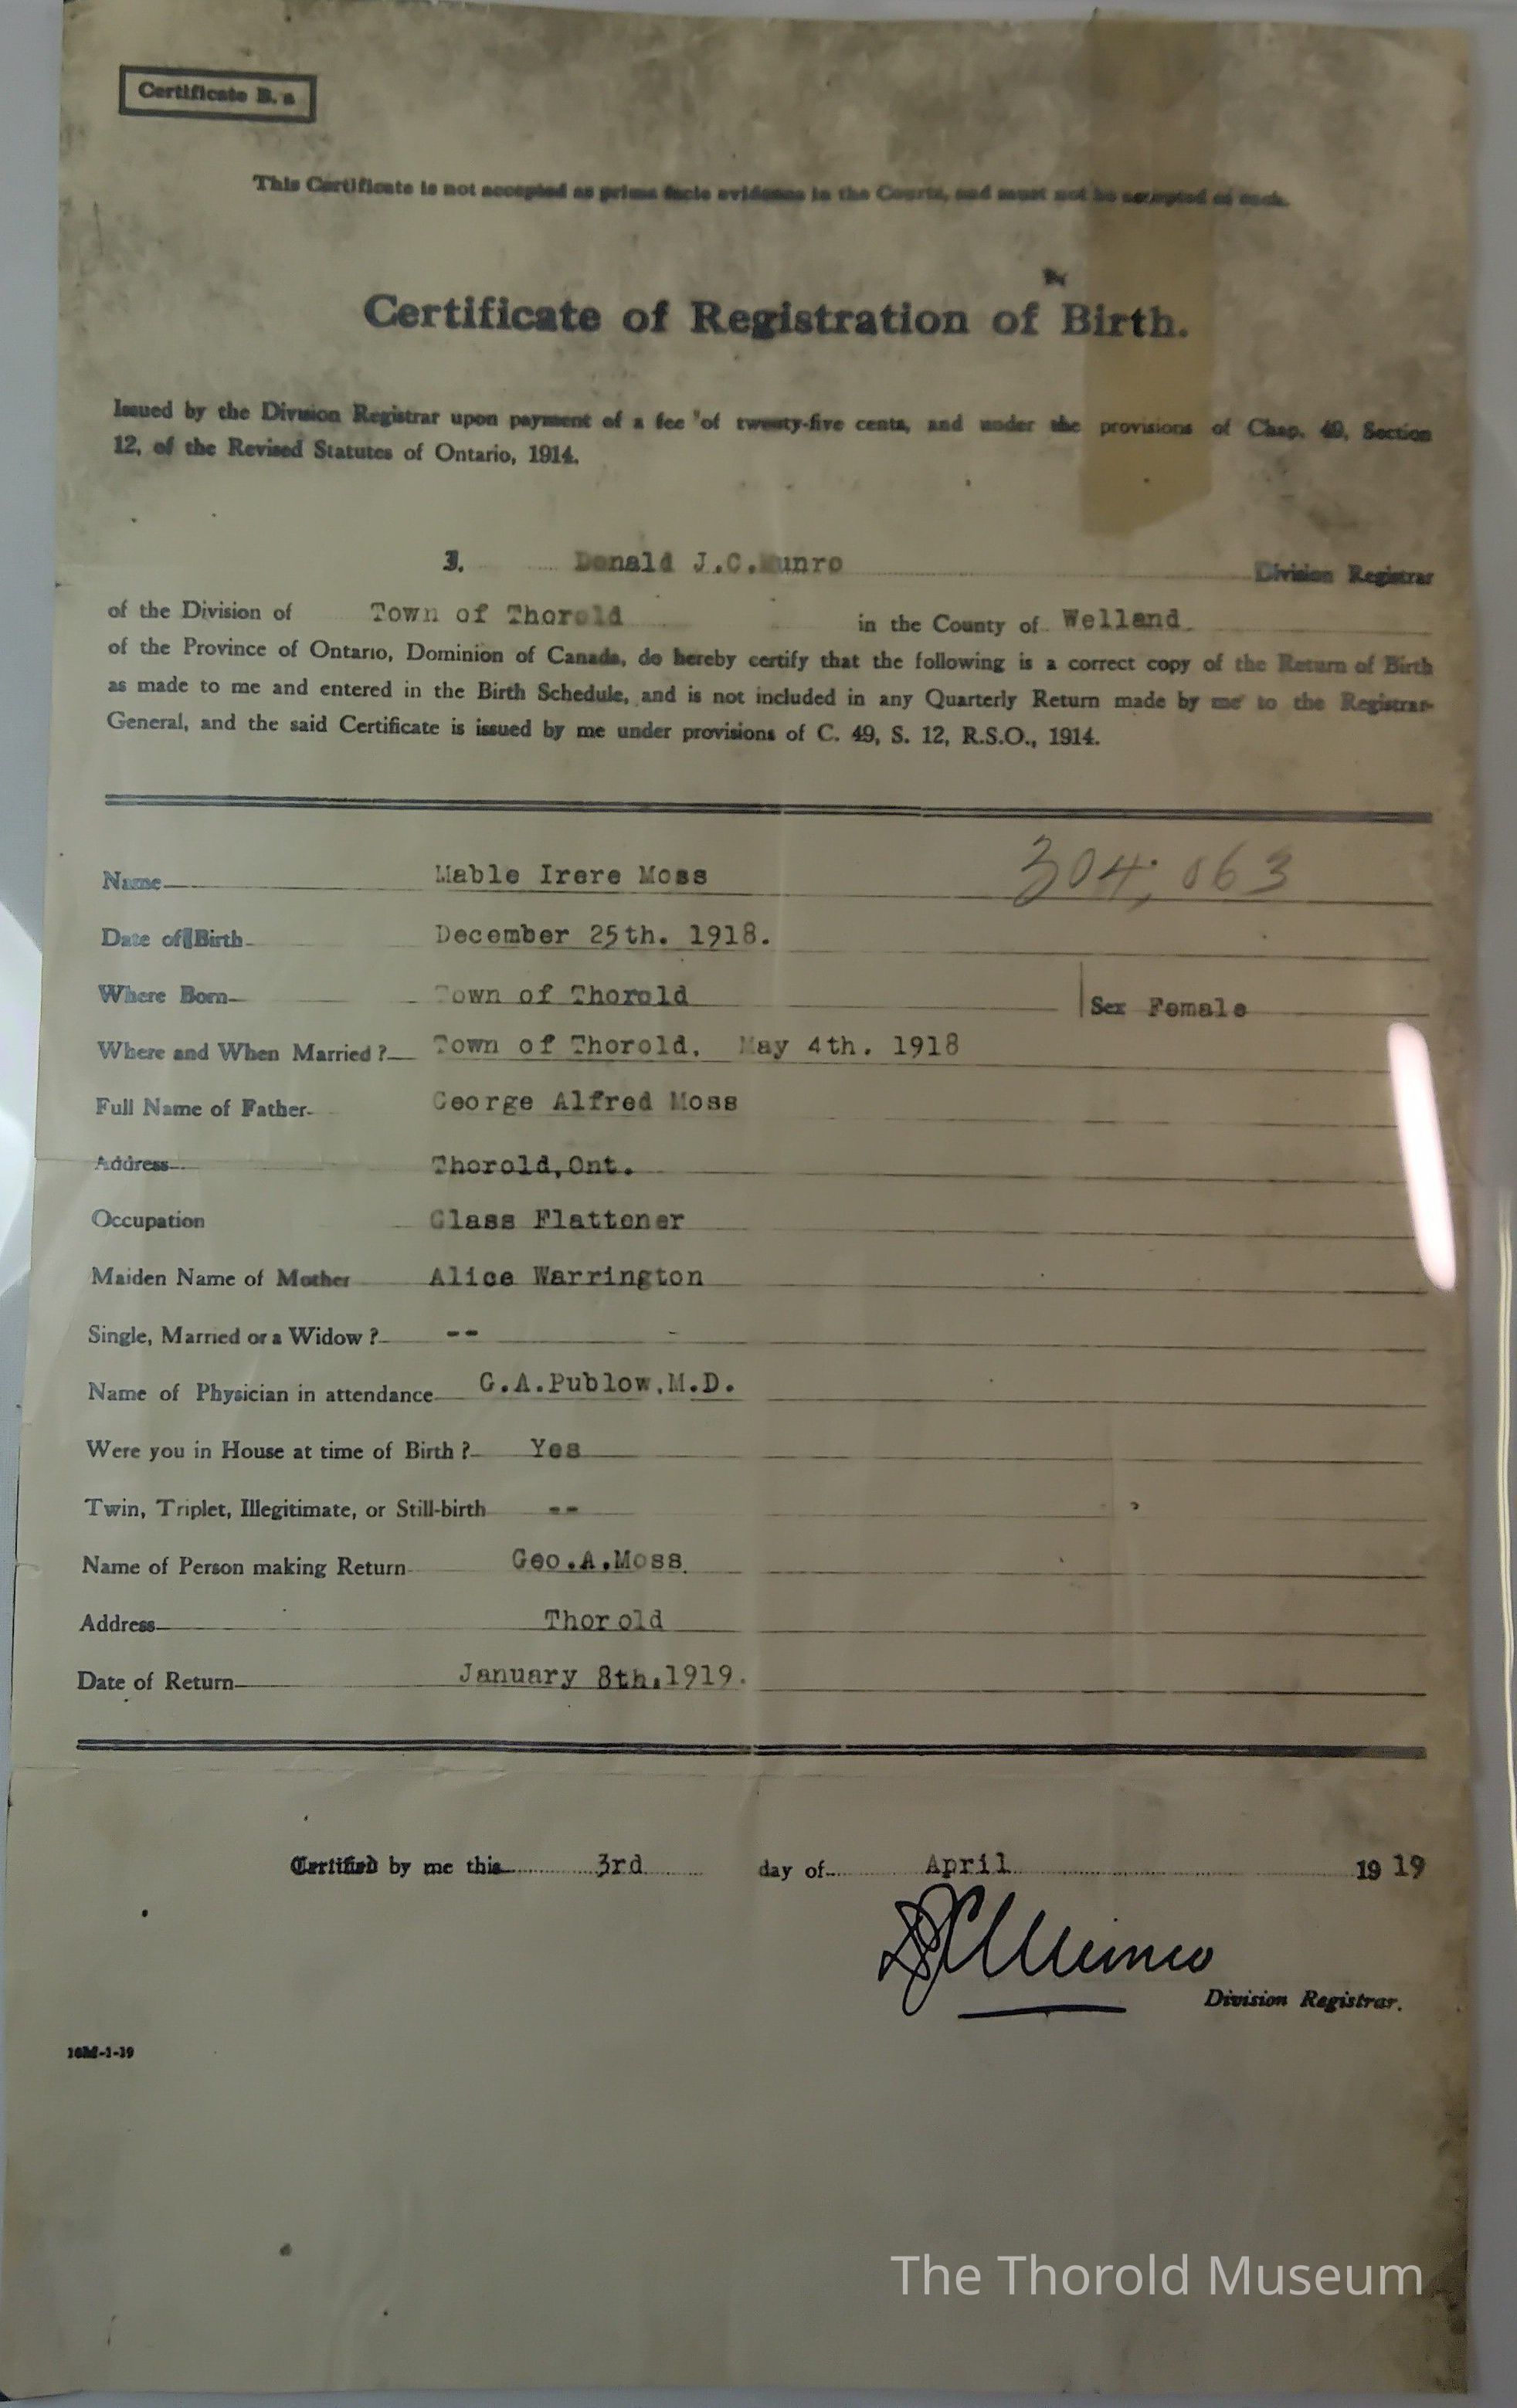 Certificate B. a
This Certificate is not accepted as prima facie evidence in the Courts, and must not be accepted as such.
Certificate of Registration of Birth.
Issued by the Division Registrar upon payment of a fee of twenty-five cents, and under the provisions of Chap. 49, Section
12, of the Revised Statutes of Ontario, 1914.
I, Donald J.C.Munro Division Registrar
of the Division of Town of Thorold in the County of Welland
of the Province of Ontario, Dominion of Canada, do hereby certify that the following is a correct copy of the Return of Birth
as made to me and entered in the Birth Schedule, and is not included in any Quarterly Return made by me to the Registrar-
General, and the said Certificate is issued by me under provisions of C. 49, S. 12, R.S.O., 1914.
Name Mable Irere Moss 304,063
Date of Birth December 25th. 1918.
Where Born Town of Thorold Sex Female
Where and When Married? Town of Thorold, May 4th. 1918
Full Name of Father George Alfred Moss
Address Thorold,Ont.
Occupation Glass Flattener
Maiden Name of Mother Alice Warrington
Single, Married or a Widow? --
Name of Physician in attendance G.A.Publow,M.D.
Were you in House at time of Birth? Yes
Twin, Triplet, Illegitimate, or Still-birth --
Name of Person making Return Geo.A.Moss.
Address Thorold
Date of Return January 8th.1919.
Certified by me this 3rd day of April 1919
DJCMunro
Division Registrar.
10M-1-19
The Thorold Museum